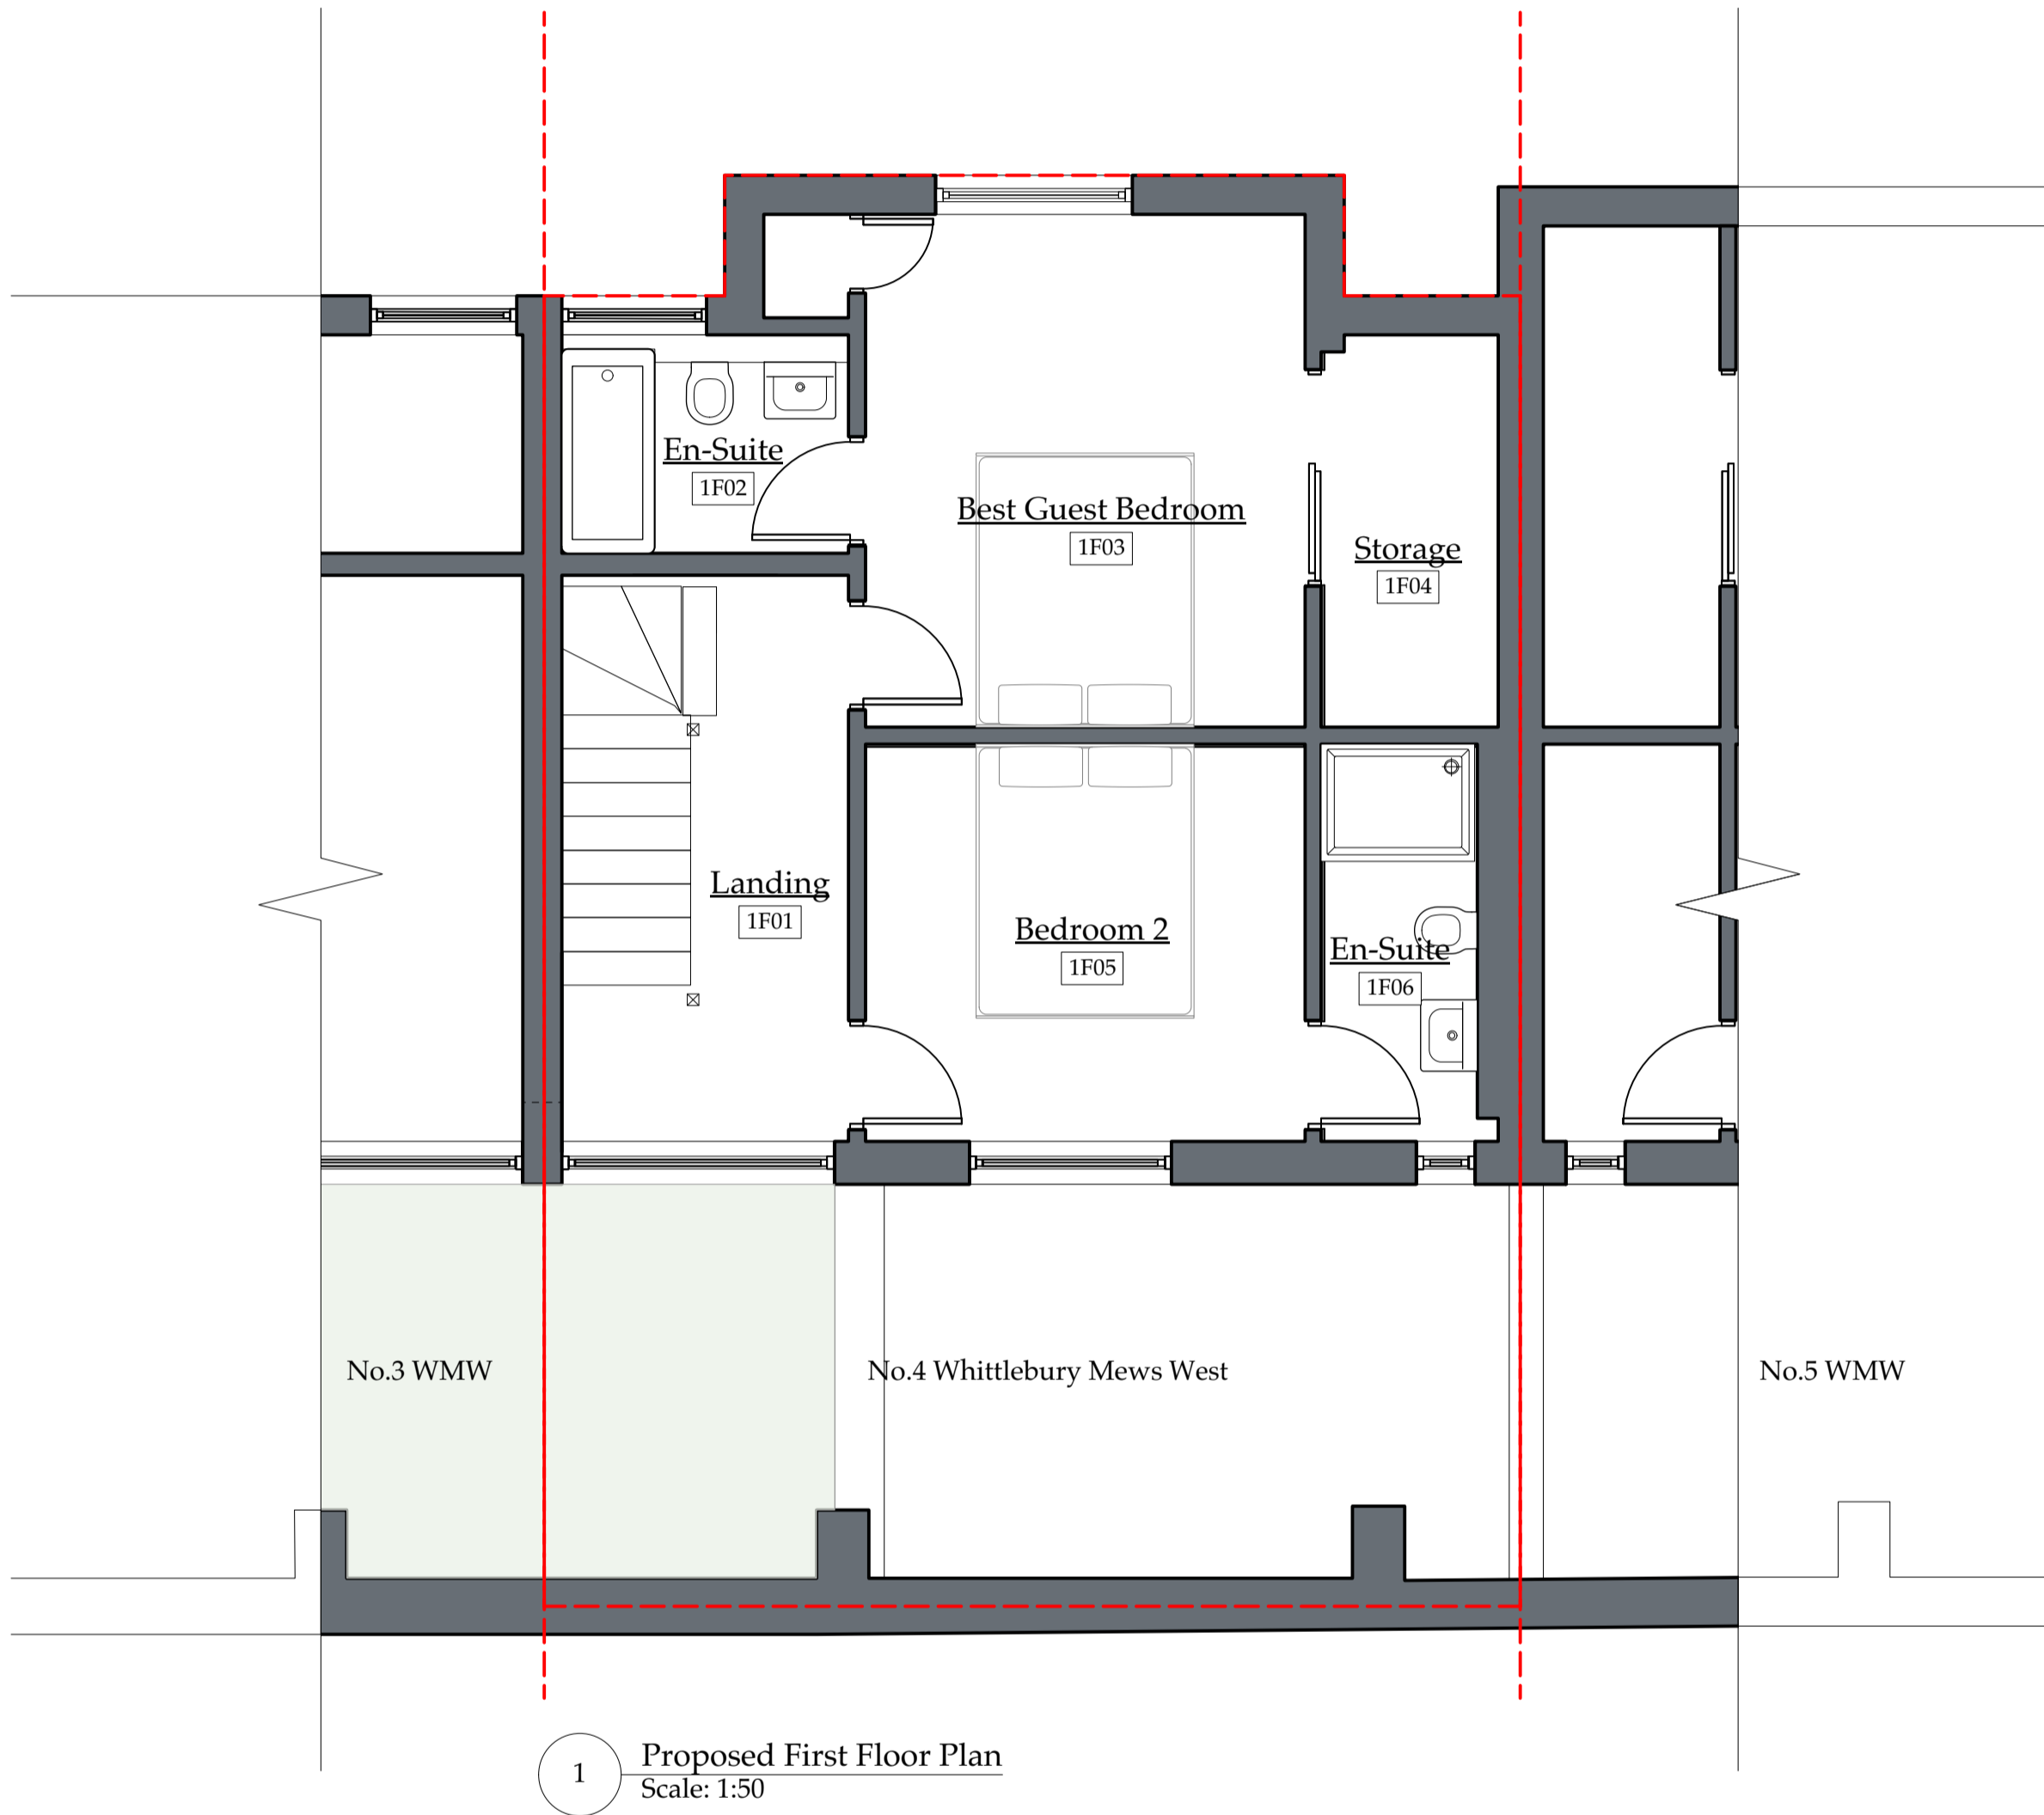 En-Suite
1F02
Best Guest Bedroom
1F03
Storage
1F04
Landing
1F01
Bedroom 2
1F05
En-Suite
1F06
No.3 WMW
No.4 Whittlebury Mews West
No.5 WMW
1
Proposed First Floor Plan
Scale: 1:50